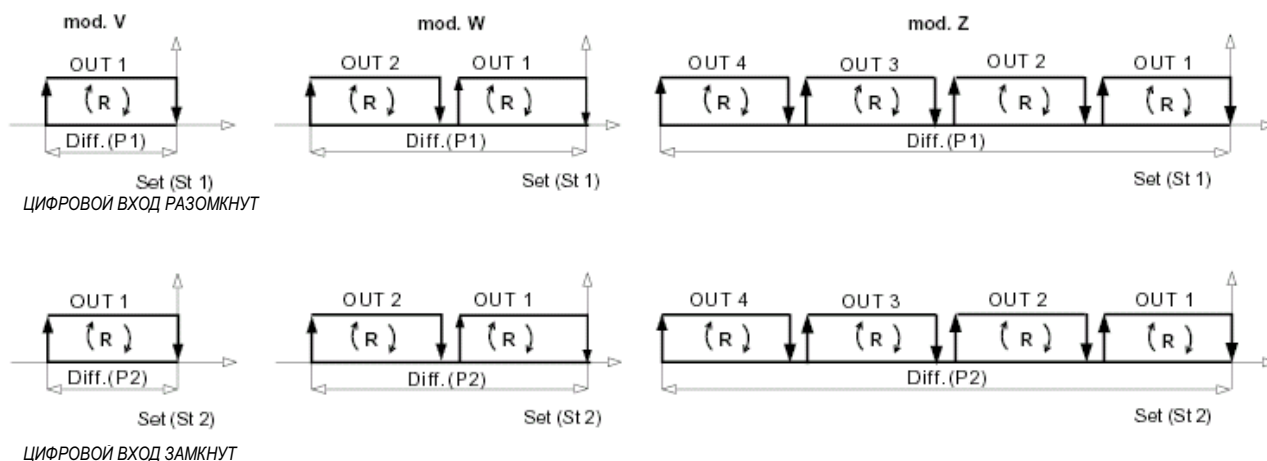 mod. V mod. W mod. Z
OUT 1 OUT 2 OUT 1 OUT 4 OUT 3 OUT 2 OUT 1
R R R R R R R
Diff.(P1) Diff.(P1) Diff.(P1)
Set (St 1) Set (St 1) Set (St 1)
ЦИФРОВОЙ ВХОД РАЗОМКНУТ
OUT 1 OUT 2 OUT 1 OUT 4 OUT 3 OUT 2 OUT 1
R R R R R R R
Diff.(P2) Diff.(P2) Diff.(P2)
Set (St 2) Set (St 2) Set (St 2)
ЦИФРОВОЙ ВХОД ЗАМКНУТ